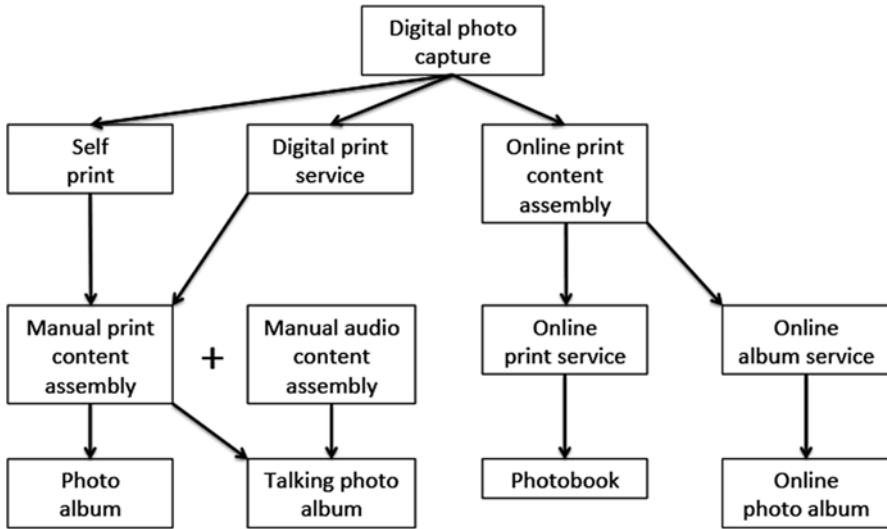 Digital photo
capture
Self
print
Digital print
service
Online print
content
assembly
Manual print
content
assembly
+
Manual audio
content
assembly
Online
print service
Online
album service
Photo
album
Talking photo
album
Photobook
Online
photo album